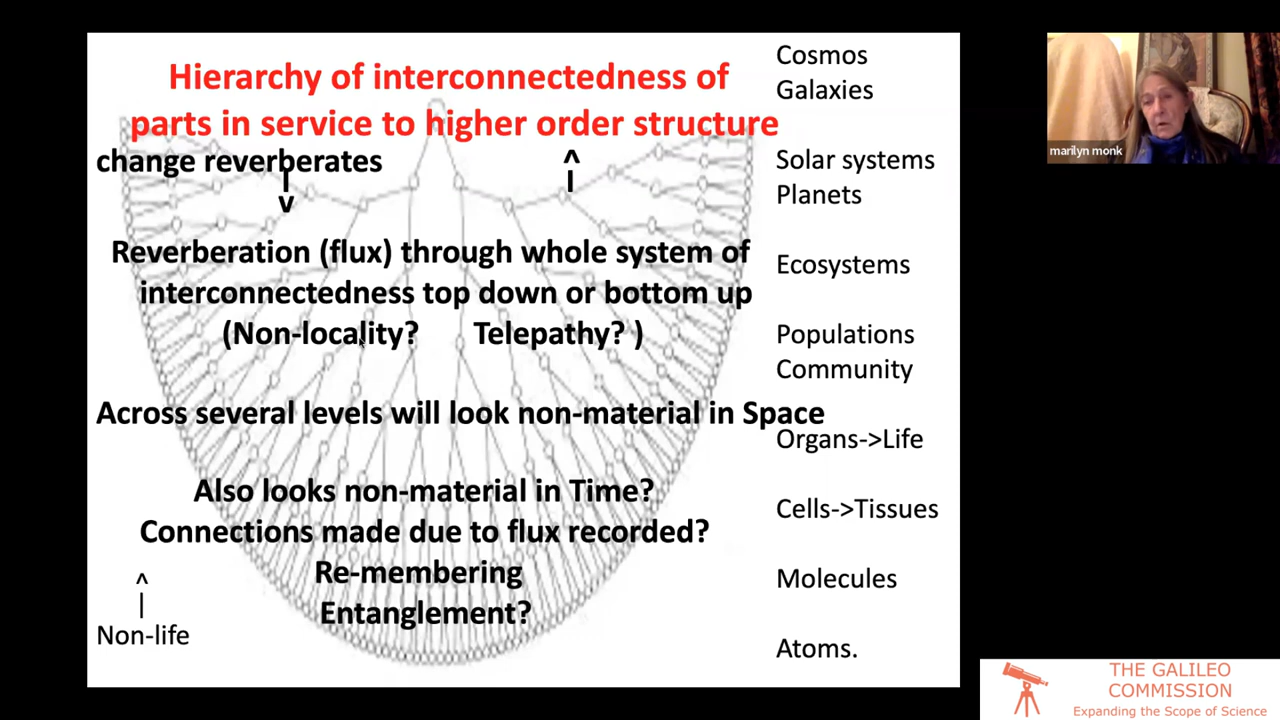 Hierarchy of interconnectedness of
parts in service to higher order structure
change reverberates
Reverberation (flux) through whole system of
interconnectedness top down or bottom up
(Non-locality? Telepathy? )
Across several levels will look non-material in Space
Also looks non-material in Time?
Connections made due to flux recorded?
Re-membering
Entanglement?
Non-life
Cosmos
Galaxies
Solar systems
Planets
Ecosystems
Populations
Community
Organs->Life
Cells->Tissues
Molecules
Atoms.
marilyn monk
THE GALILEO
COMMISSION
Expanding the Scope of Science